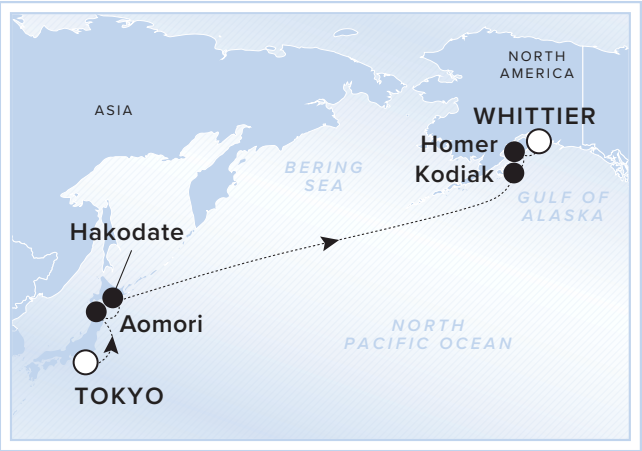 NORTH
AMERICA
ASIA
WHITTIER
Homer
BERING
SEA
Kodiak
GULF OF
ALASKA
Hakodate
Aomori
NORTH
PACIFIC OCEAN
TOKYO